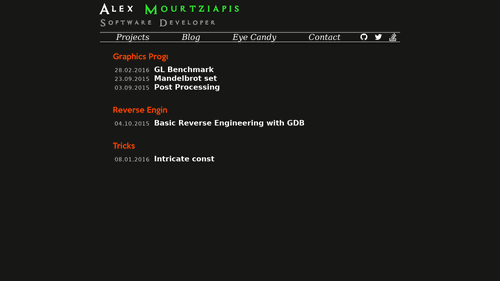 Alex Mourtziapis
Software Developer
Projects Blog Eye Candy Contact
Graphics Progr
28.02.2016 GL Benchmark
23.09.2015 Mandelbrot set
03.09.2015 Post Processing
Reverse Engin
04.10.2015 Basic Reverse Engineering with GDB
Tricks
08.01.2016 Intricate const